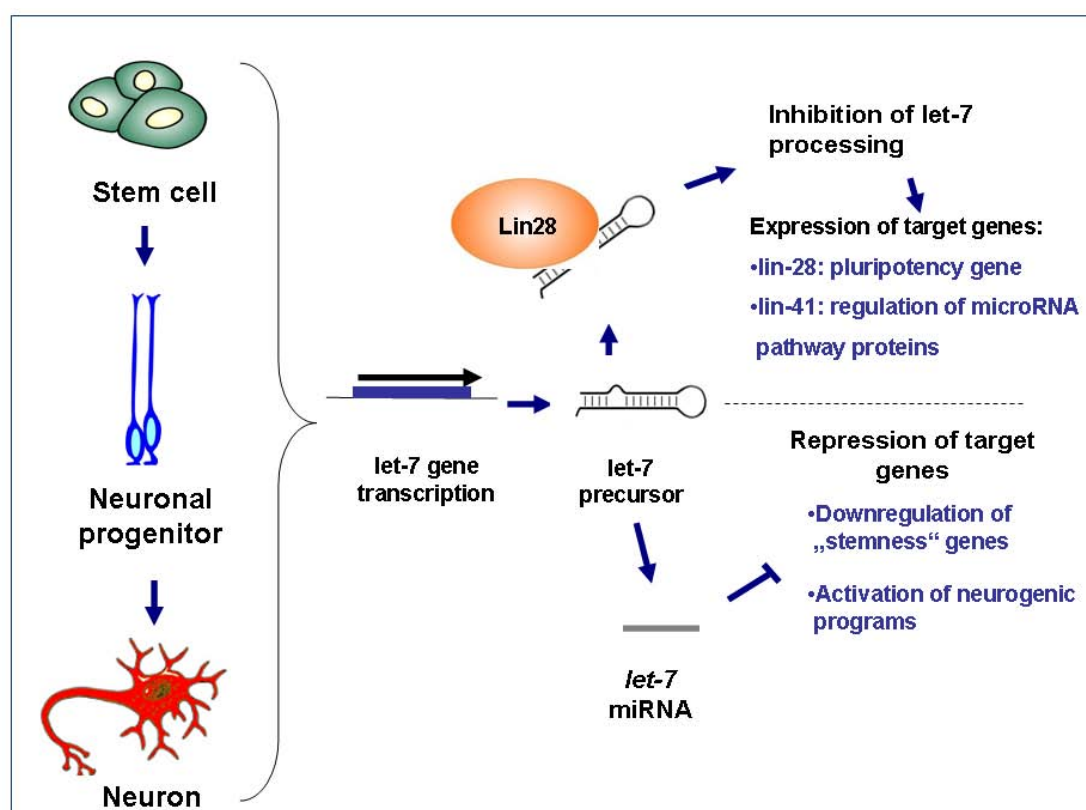 Stem cell
Neuronal
progenitor
Neuron
let-7 gene
transcription
let-7
precursor
Lin28
Inhibition of let-7
processing
Expression of target genes:
•lin-28: pluripotency gene
•lin-41: regulation of microRNA
pathway proteins
Repression of target
genes
•Downregulation of
„stemness“ genes
•Activation of neurogenic
programs
let-7
miRNA